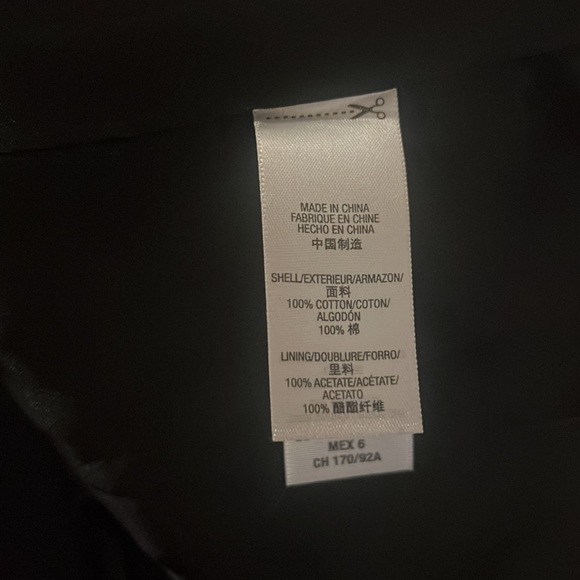 MADE IN CHINA
FABRIQUE EN CHINE
HECHO EN CHINA
中国制造
SHELL/EXTERIEUR/ARMAZON/
面料
100% COTTON/COTON/
ALGODÓN
100% 棉
LINING/DOUBLURE/FORRO/
里料
100% ACETATE/ACÉTATE/
ACETATO
100% 醋酯纤维
MEX 6
CH 170/92A